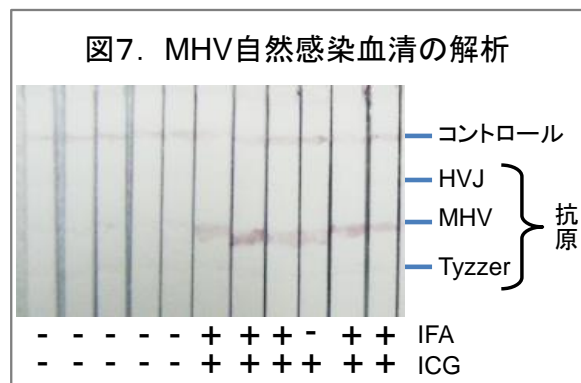 図7. MHV自然感染血清の解析
コントロール
HVJ
MHV
Tyzzer
抗原
- - - - - + + + - + + IFA
- - - - - + + + + + + ICG